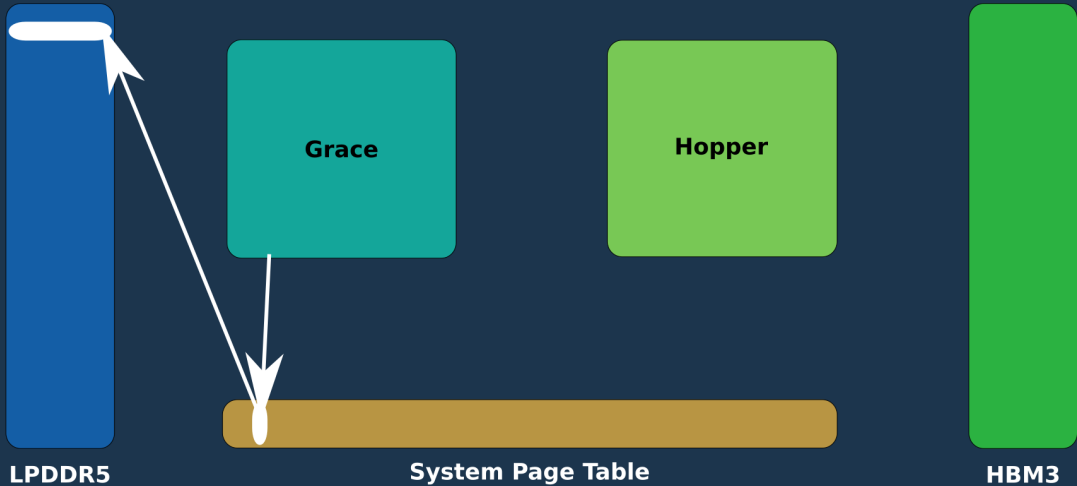 Grace
Hopper
LPDDR5
System Page Table
HBM3